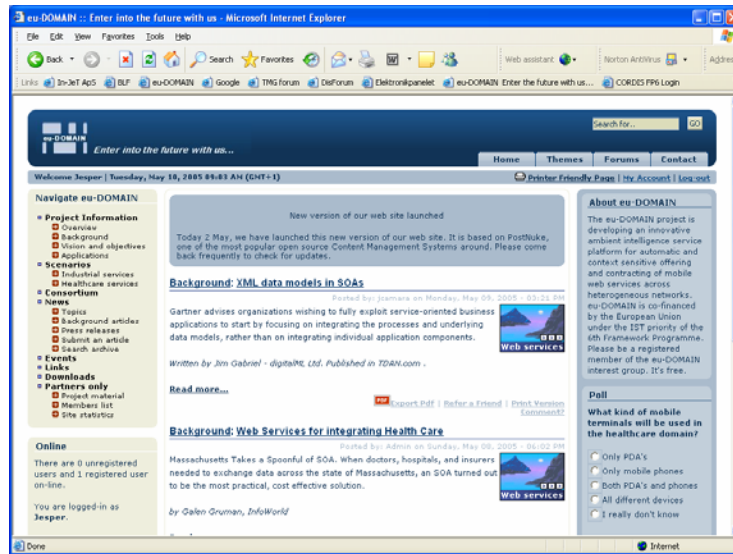 eu-DOMAIN :: Enter into the future with us - Microsoft Internet Explorer
File Edit View Favorites Tools Help
Back Search Favorites Web assistant Norton AntiVirus Address
Links In-JeT ApS BLF eu-DOMAIN Google TMG forum DisForum Elektronikpanelet eu-DOMAIN Enter the future with us... CORDIS FP6 Login
eu-DOMAIN
Enter into the future with us...
Search for.. GO
Home Themes Forums Contact
Welcome Jesper | Tuesday, May 10, 2005 09:03 AM (GMT+1)
Printer Friendly Page | My Account | Log-out
Navigate eu-DOMAIN
Project Information
Overview
Background
Vision and objectives
Applications
Scenarios
Industrial services
Healthcare services
Consortium
News
Topics
Background articles
Press releases
Submit an article
Search archive
Events
Links
Downloads
Partners only
Project material
Members list
Site statistics
Online
There are 0 unregistered
users and 1 registered user
on-line.
You are logged-in as
Jesper.
New version of our web site launched
Today 2 May, we have launched this new version of our web site. It is based on PostNuke,
one of the most popular open source Content Management Systems around. Please come
back frequently to check for updates.
Background: XML data models in SOAs
Posted by: jcamara on Monday, May 09, 2005 - 03:21 PM
Gartner advises organizations wishing to fully exploit service-oriented business
applications to start by focusing on integrating the processes and underlying
data models, rather than on integrating individual application components.
Web services
Written by Jim Gabriel - digitalML Ltd. Published in TDAN.com .
Read more...
PDF Export Pdf | Refer a Friend | Print Version
Comment?
Background: Web Services for integrating Health Care
Posted by: Admin on Sunday, May 08, 2005 - 06:02 PM
Massachusetts Takes a Spoonful of SOA. When doctors, hospitals, and insurers
needed to exchange data across the state of Massachusetts, an SOA turned out
to be the most practical, cost effective solution.
Web services
by Galen Gruman, InfoWorld
About eu-DOMAIN
The eu-DOMAIN project is
developing an innovative
ambient intelligence service
platform for automatic and
context sensitive offering
and contracting of mobile
web services across
heterogeneous networks.
eu-DOMAIN is co-financed
by the European Union
under the IST priority of the
6th Framework Programme.
Please be a registered
member of the eu-DOMAIN
interest group. It's free.
Poll
What kind of mobile
terminals will be used in
the healthcare domain?
Only PDA's
Only mobile phones
Both PDA's and phones
All different devices
I really don't know
Done
Internet